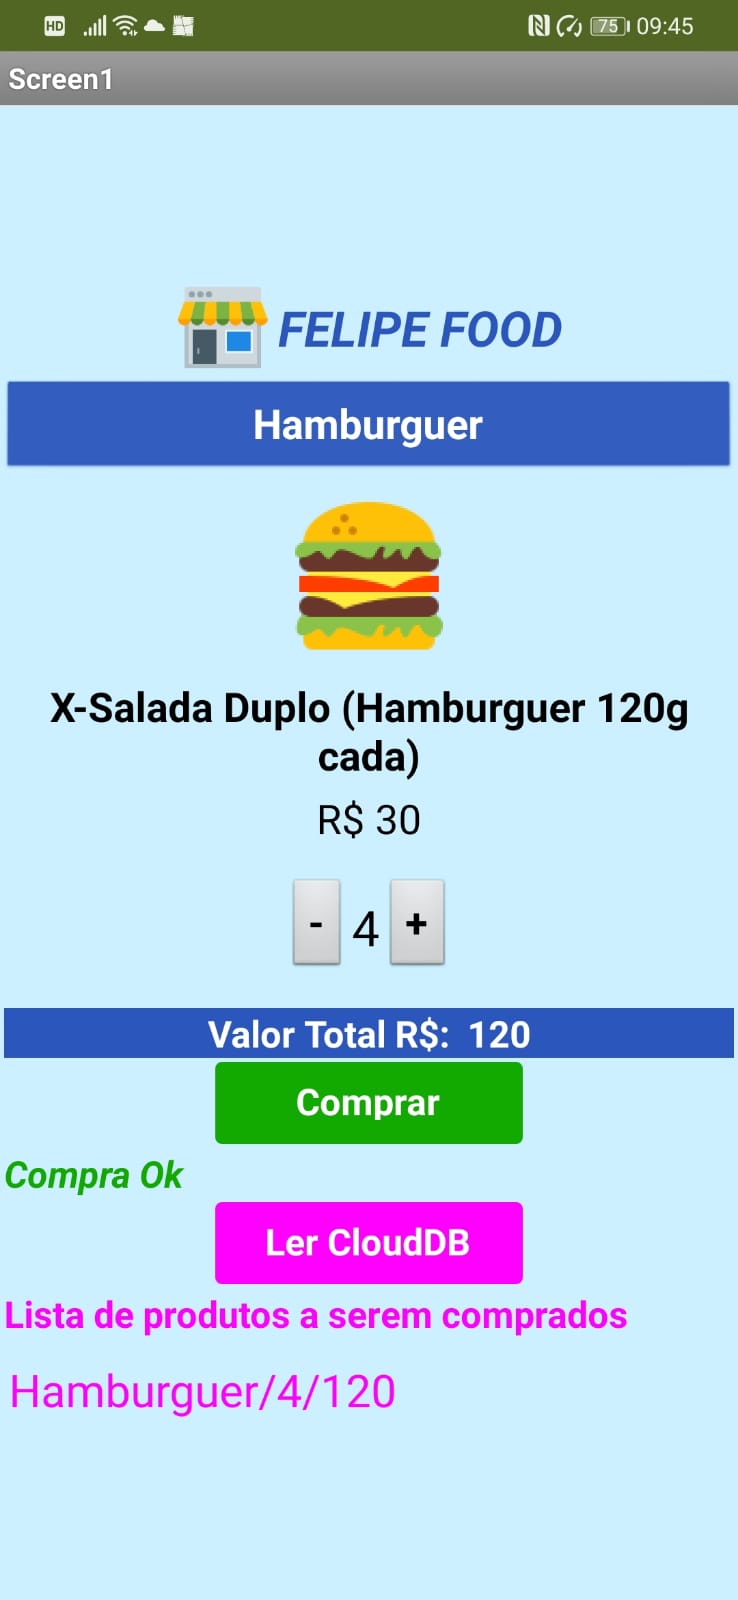 HD 75 09:45
Screen1
FELIPE FOOD
Hamburguer
X-Salada Duplo (Hamburguer 120g
cada)
R$ 30
- 4 +
Valor Total R$: 120
Comprar
Compra Ok
Ler CloudDB
Lista de produtos a serem comprados
Hamburguer/4/120